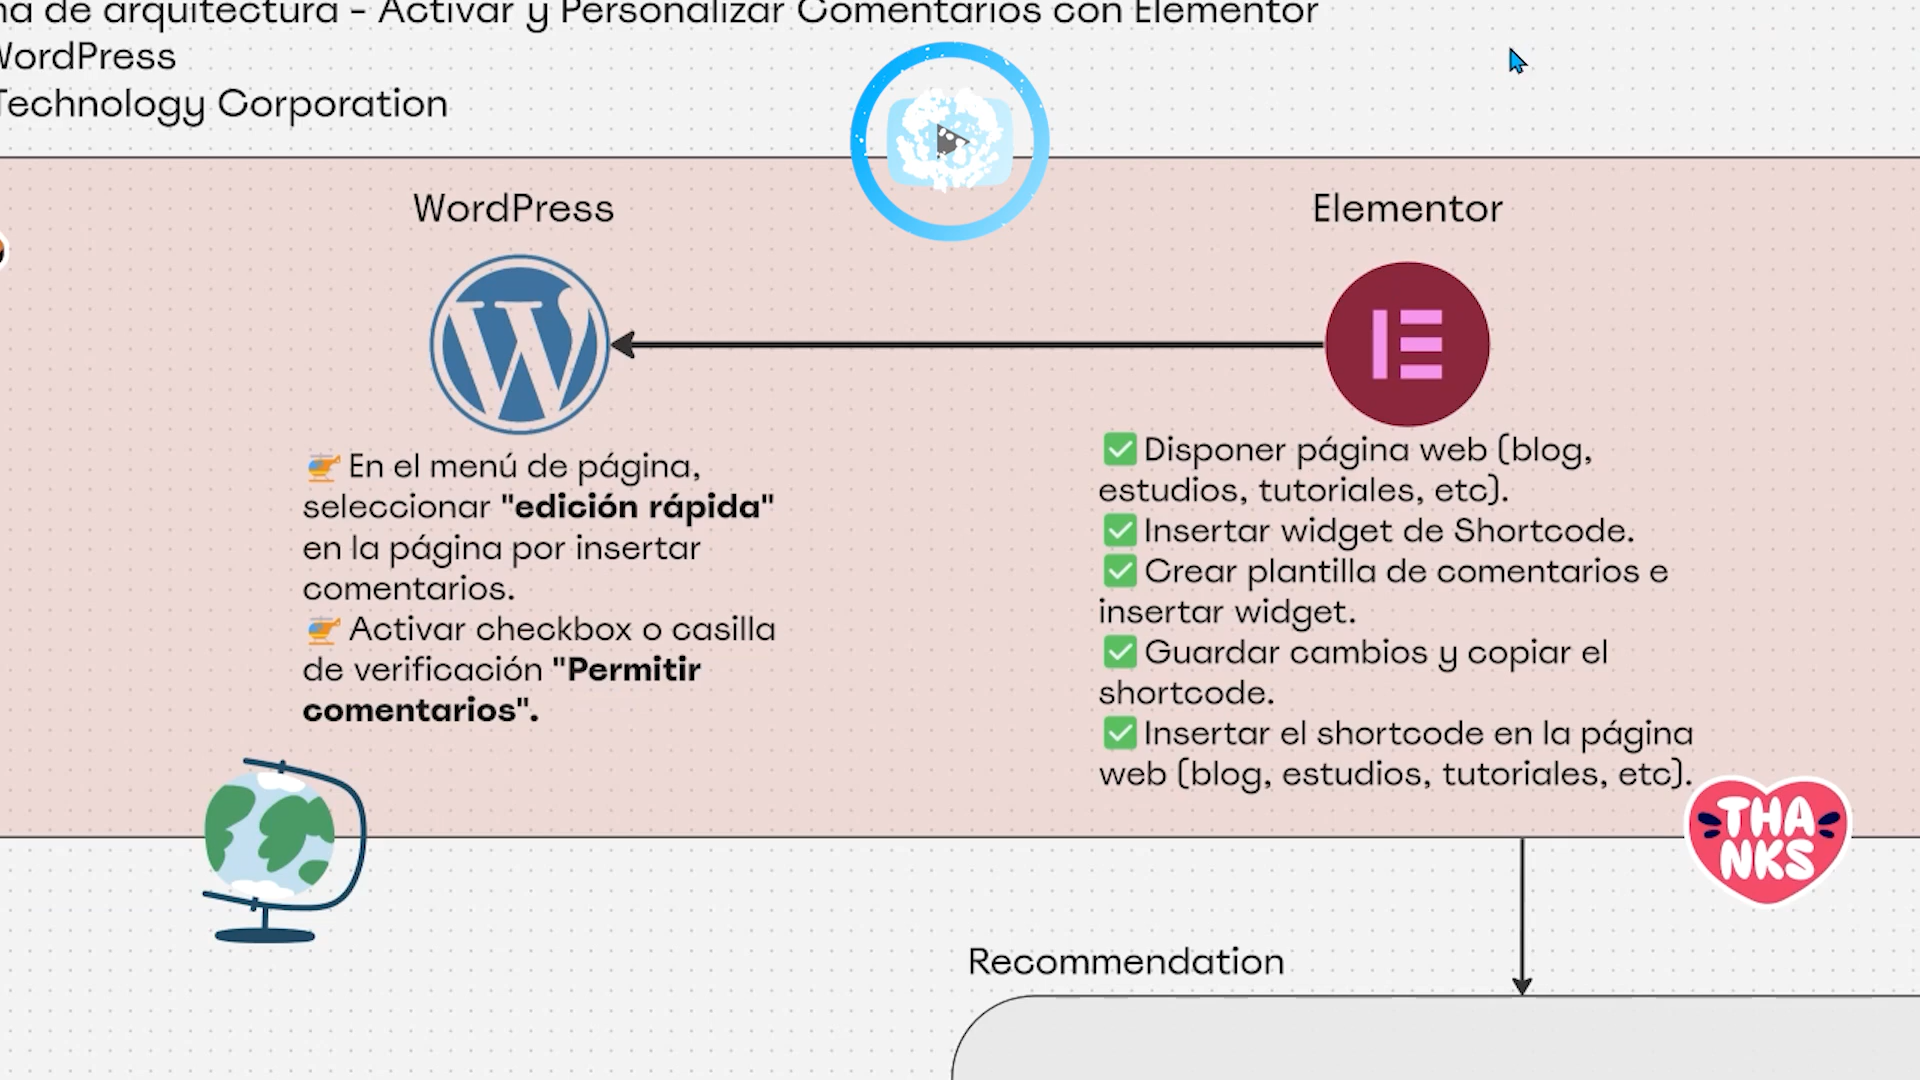 de arquitectura - Activar y Personalizar Comentarios con Elementor
WordPress
Technology Corporation
WordPress
Elementor
🚁 En el menú de página,
seleccionar "edición rápida"
en la página por insertar
comentarios.
🚁 Activar checkbox o casilla
de verificación "Permitir
comentarios".
✅ Disponer página web (blog,
estudios, tutoriales, etc).
✅ Insertar widget de Shortcode.
✅ Crear plantilla de comentarios e
insertar widget.
✅ Guardar cambios y copiar el
shortcode.
✅ Insertar el shortcode en la página
web (blog, estudios, tutoriales, etc).
THA
NKS
Recommendation